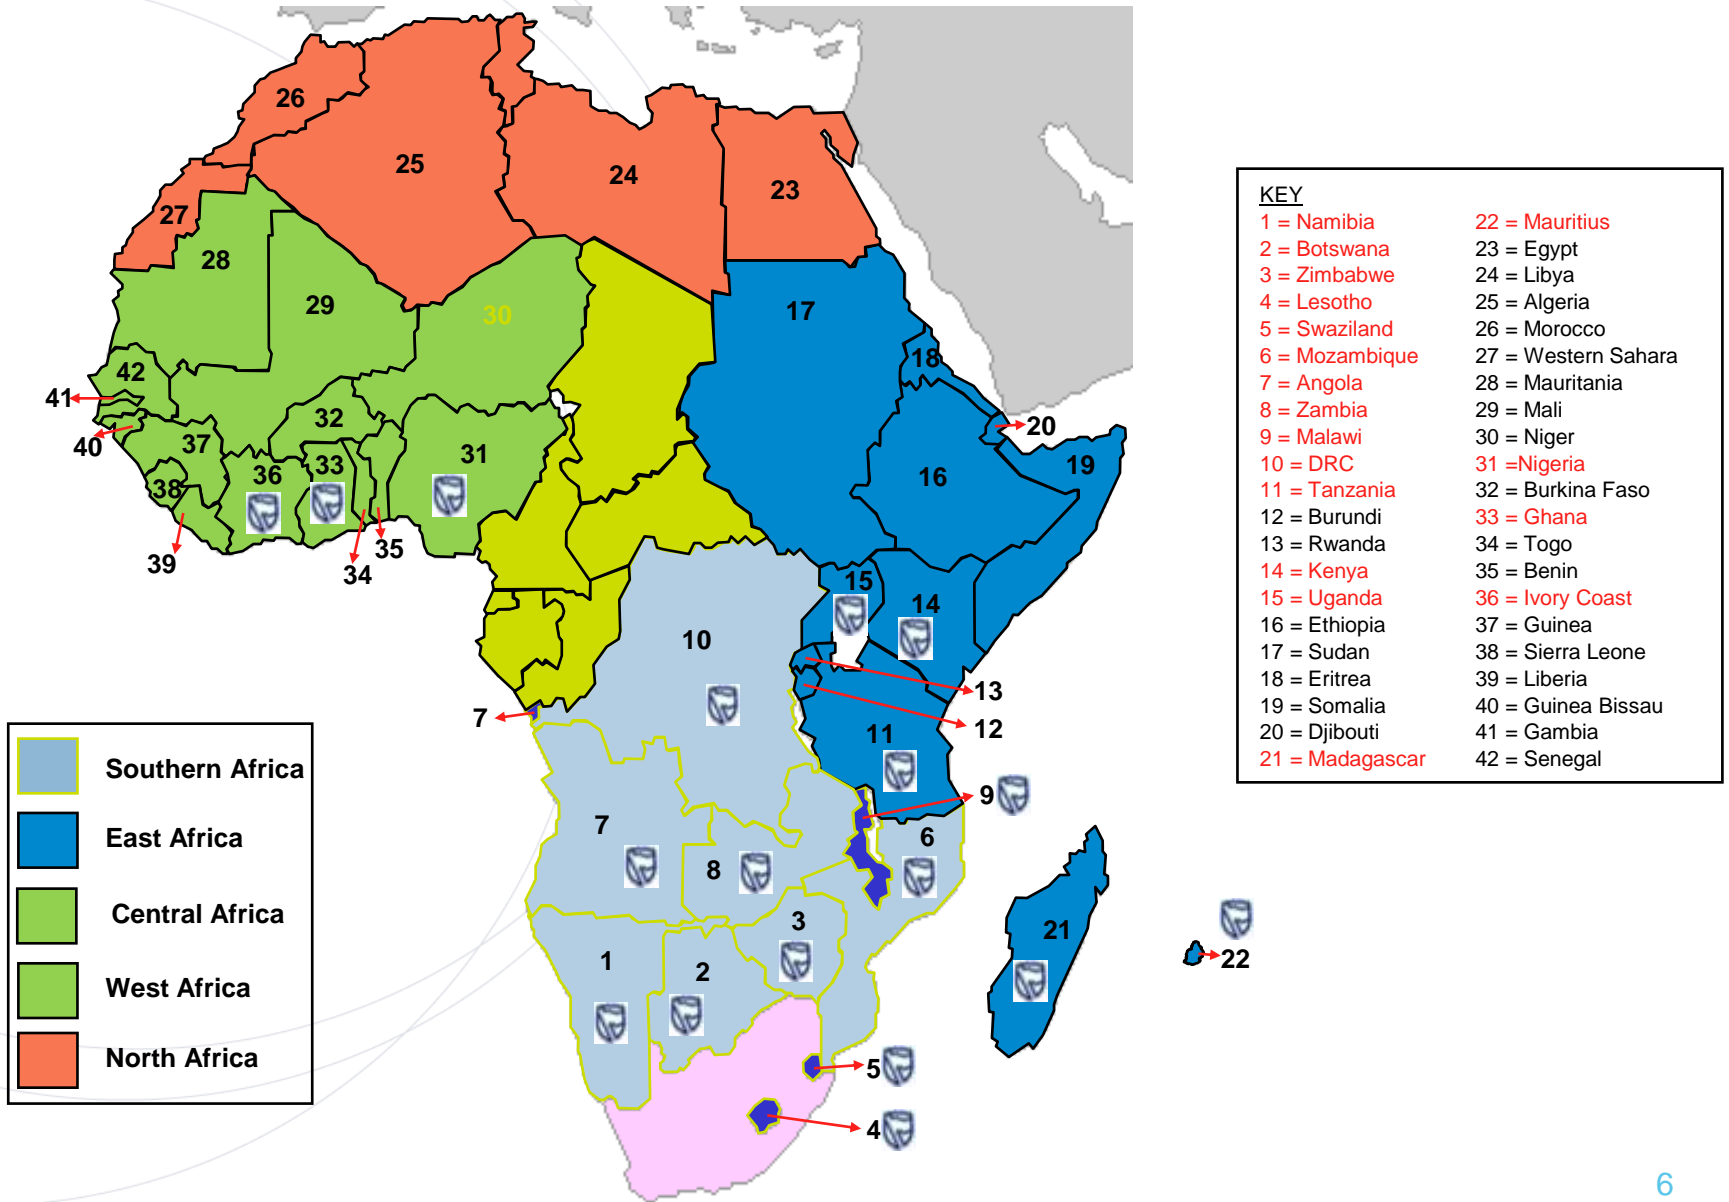 26
25
24
23
27
28
29
30
17
18
42
41
32
20
40
37
31
19
36
33
16
38
39
34
35
15
14
10
13
7
12
11
9
7
6
8
3
21
1
2
22
5
4
Southern Africa
East Africa
Central Africa
West Africa
North Africa
KEY
1 = Namibia
2 = Botswana
3 = Zimbabwe
4 = Lesotho
5 = Swaziland
6 = Mozambique
7 = Angola
8 = Zambia
9 = Malawi
10 = DRC
11 = Tanzania
12 = Burundi
13 = Rwanda
14 = Kenya
15 = Uganda
16 = Ethiopia
17 = Sudan
18 = Eritrea
19 = Somalia
20 = Djibouti
21 = Madagascar
22 = Mauritius
23 = Egypt
24 = Libya
25 = Algeria
26 = Morocco
27 = Western Sahara
28 = Mauritania
29 = Mali
30 = Niger
31 =Nigeria
32 = Burkina Faso
33 = Ghana
34 = Togo
35 = Benin
36 = Ivory Coast
37 = Guinea
38 = Sierra Leone
39 = Liberia
40 = Guinea Bissau
41 = Gambia
42 = Senegal
6